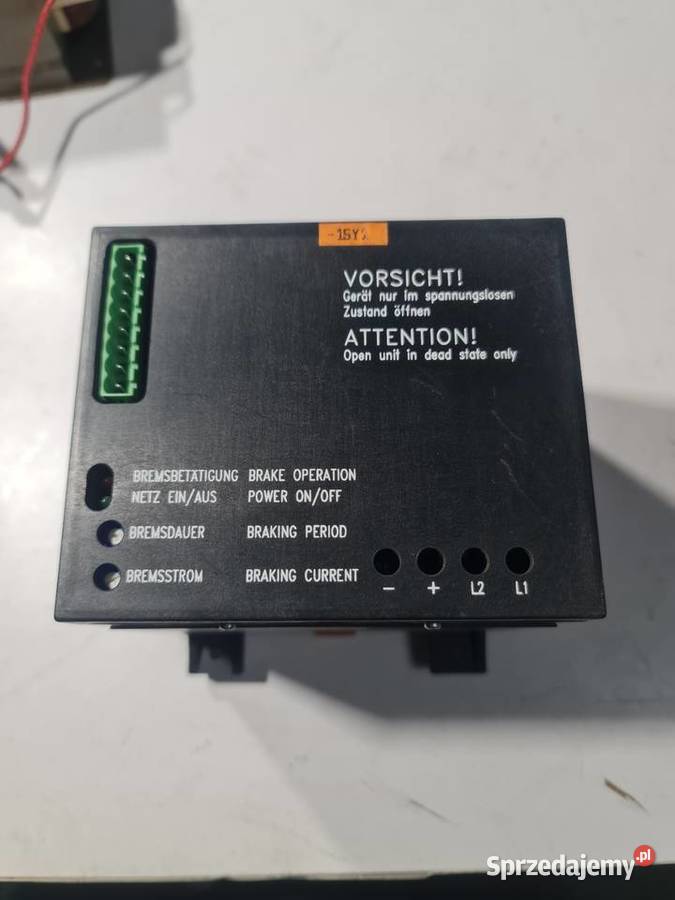 VORSICHT!
Gerät nur im spannungslosen
Zustand öffnen
ATTENTION!
Open unit in dead state only
BREMSBETÄTIGUNG BRAKE OPERATION
NETZ EIN/AUS POWER ON/OFF
BREMSDAUER BRAKING PERIOD
BREMSSTROM BRAKING CURRENT
- + L2 L1
Sprzedajemy.pl